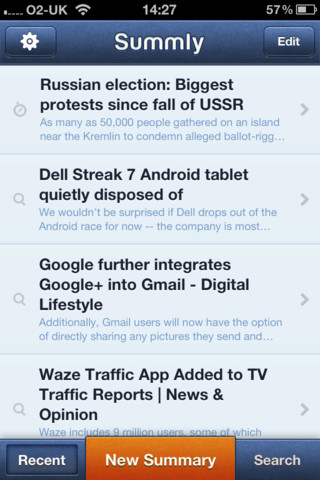 O2-UK 14:27 57%
Summly Edit
Russian election: Biggest
protests since fall of USSR
As many as 50,000 people gathered on an island
near the Kremlin to condemn alleged ballot-rigg...
Dell Streak 7 Android tablet
quietly disposed of
We wouldn't be surprised if Dell drops out of the
Android race for now -- the company is most...
Google further integrates
Google+ into Gmail - Digital
Lifestyle
Additionally, Gmail users will now have the option
of directly sharing any pictures they send and...
Waze Traffic App Added to TV
Traffic Reports | News &
Opinion
Waze includes 9 million users, some of which
Recent New Summary Search